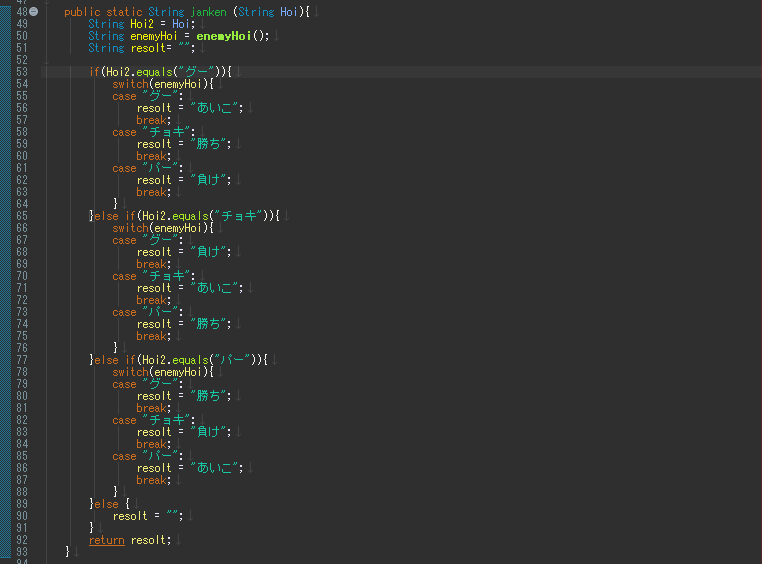 48 public static String janken (String Hoi){
49 String Hoi2 = Hoi;
50 String enemyHoi = enemyHoi();
51 String resolt= "";
52
53 if(Hoi2.equals("グー")){
54 switch(enemyHoi){
55 case "グー":
56 resolt = "あいこ";
57 break;
58 case "チョキ":
59 resolt = "勝ち";
60 break;
61 case "パー":
62 resolt = "負け";
63 break;
64 }
65 }else if(Hoi2.equals("チョキ")){
66 switch(enemyHoi){
67 case "グー":
68 resolt = "負け";
69 break;
70 case "チョキ":
71 resolt = "あいこ";
72 break;
73 case "パー":
74 resolt = "勝ち";
75 break;
76 }
77 }else if(Hoi2.equals("パー")){
78 switch(enemyHoi){
79 case "グー":
80 resolt = "勝ち";
81 break;
82 case "チョキ":
83 resolt = "負け";
84 break;
85 case "パー":
86 resolt = "あいこ";
87 break;
88 }
89 }else {
90 resolt = "";
91 }
92 return resolt;
93 }